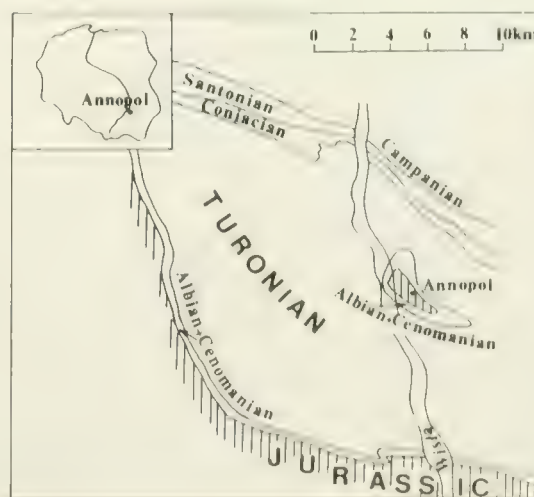 0 2 4 6 8 10km
Annopol
Santonian
Coniacian
Campanian
TURONIAN
Annopol
Albian+Cenomanian
Albian+Cenomanian
Wisła
JURASSIC